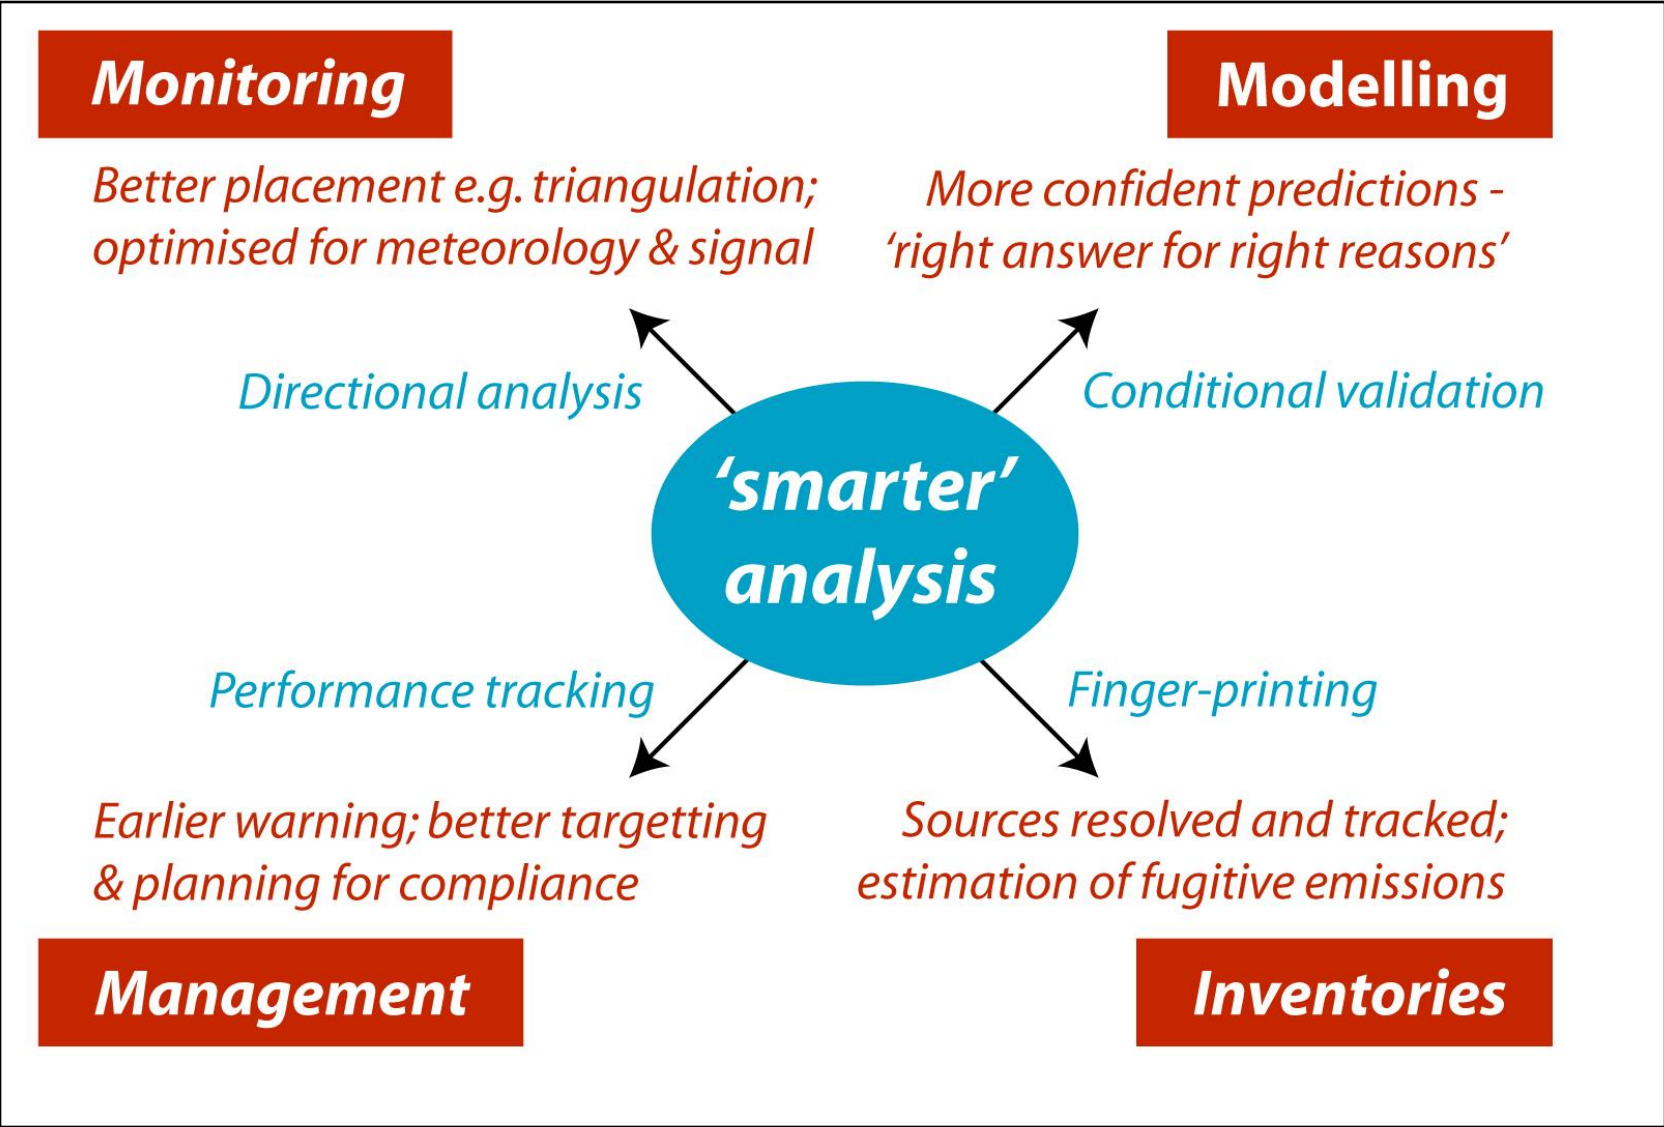 Monitoring
Modelling
Better placement e.g. triangulation;
optimised for meteorology & signal
More confident predictions -
‘right answer for right reasons’
Directional analysis
Conditional validation
‘smarter’
analysis
Performance tracking
Finger-printing
Earlier warning; better targetting
& planning for compliance
Sources resolved and tracked;
estimation of fugitive emissions
Management
Inventories